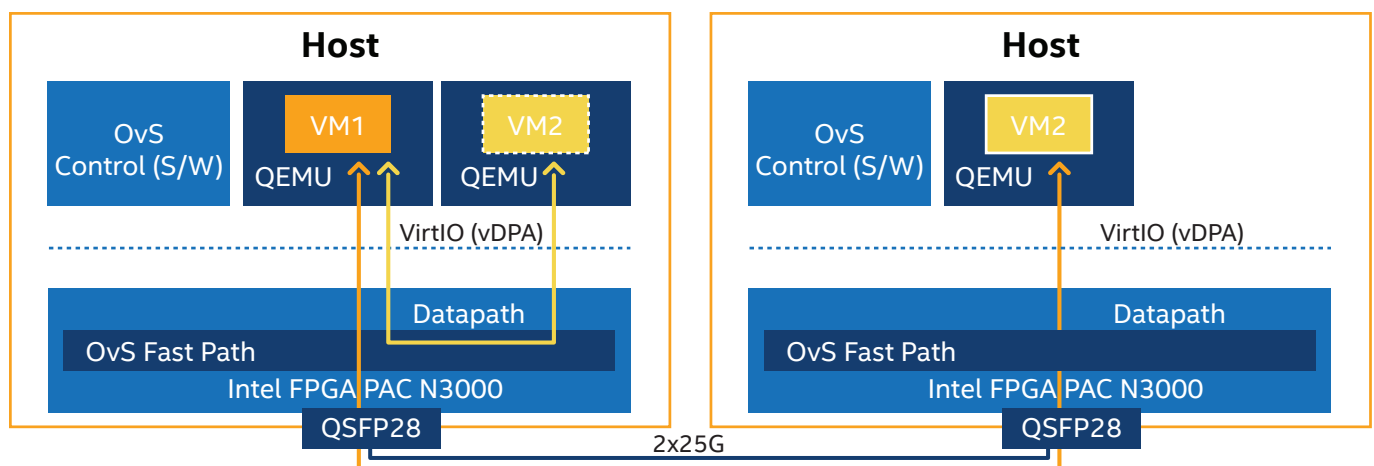 Host
OvS
Control (S/W)
VM1
QEMU
VM2
QEMU
VirtIO (vDPA)
Datapath
OvS Fast Path
Intel FPGA PAC N3000
QSFP28
2x25G
Host
OvS
Control (S/W)
VM2
QEMU
VirtIO (vDPA)
Datapath
OvS Fast Path
Intel FPGA PAC N3000
QSFP28